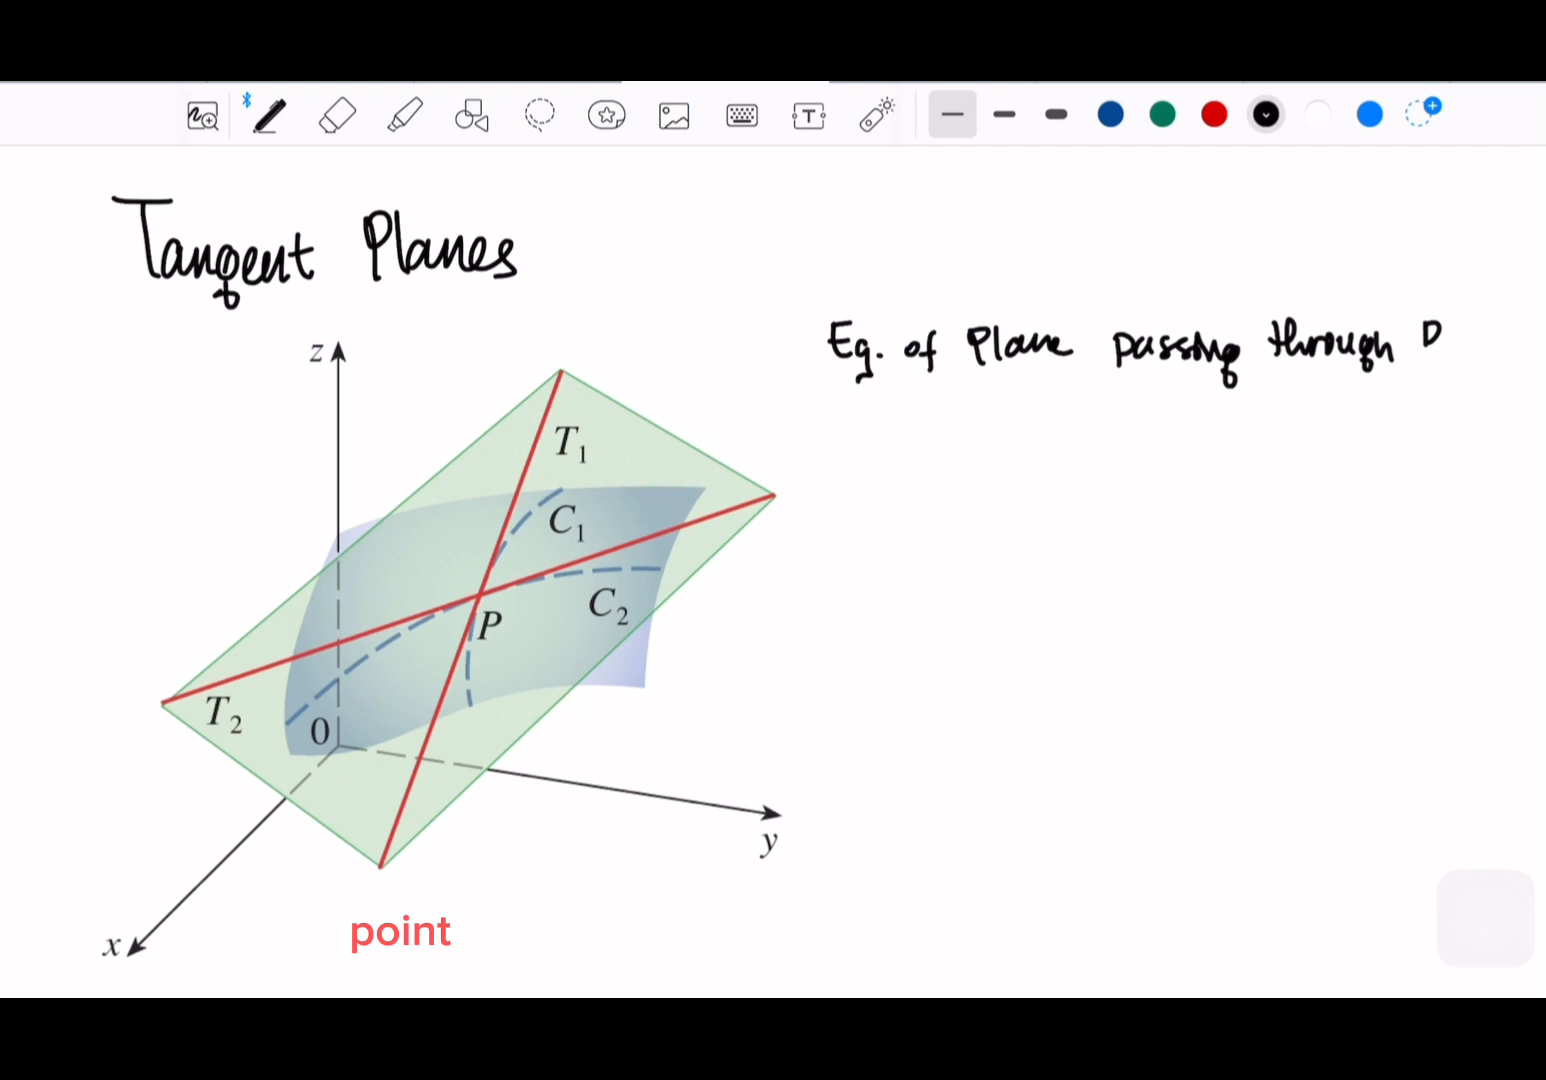 Tangent Planes
Eq. of Plane passing through P
z
T1
C1
C2
P
T2
0
y
x
point